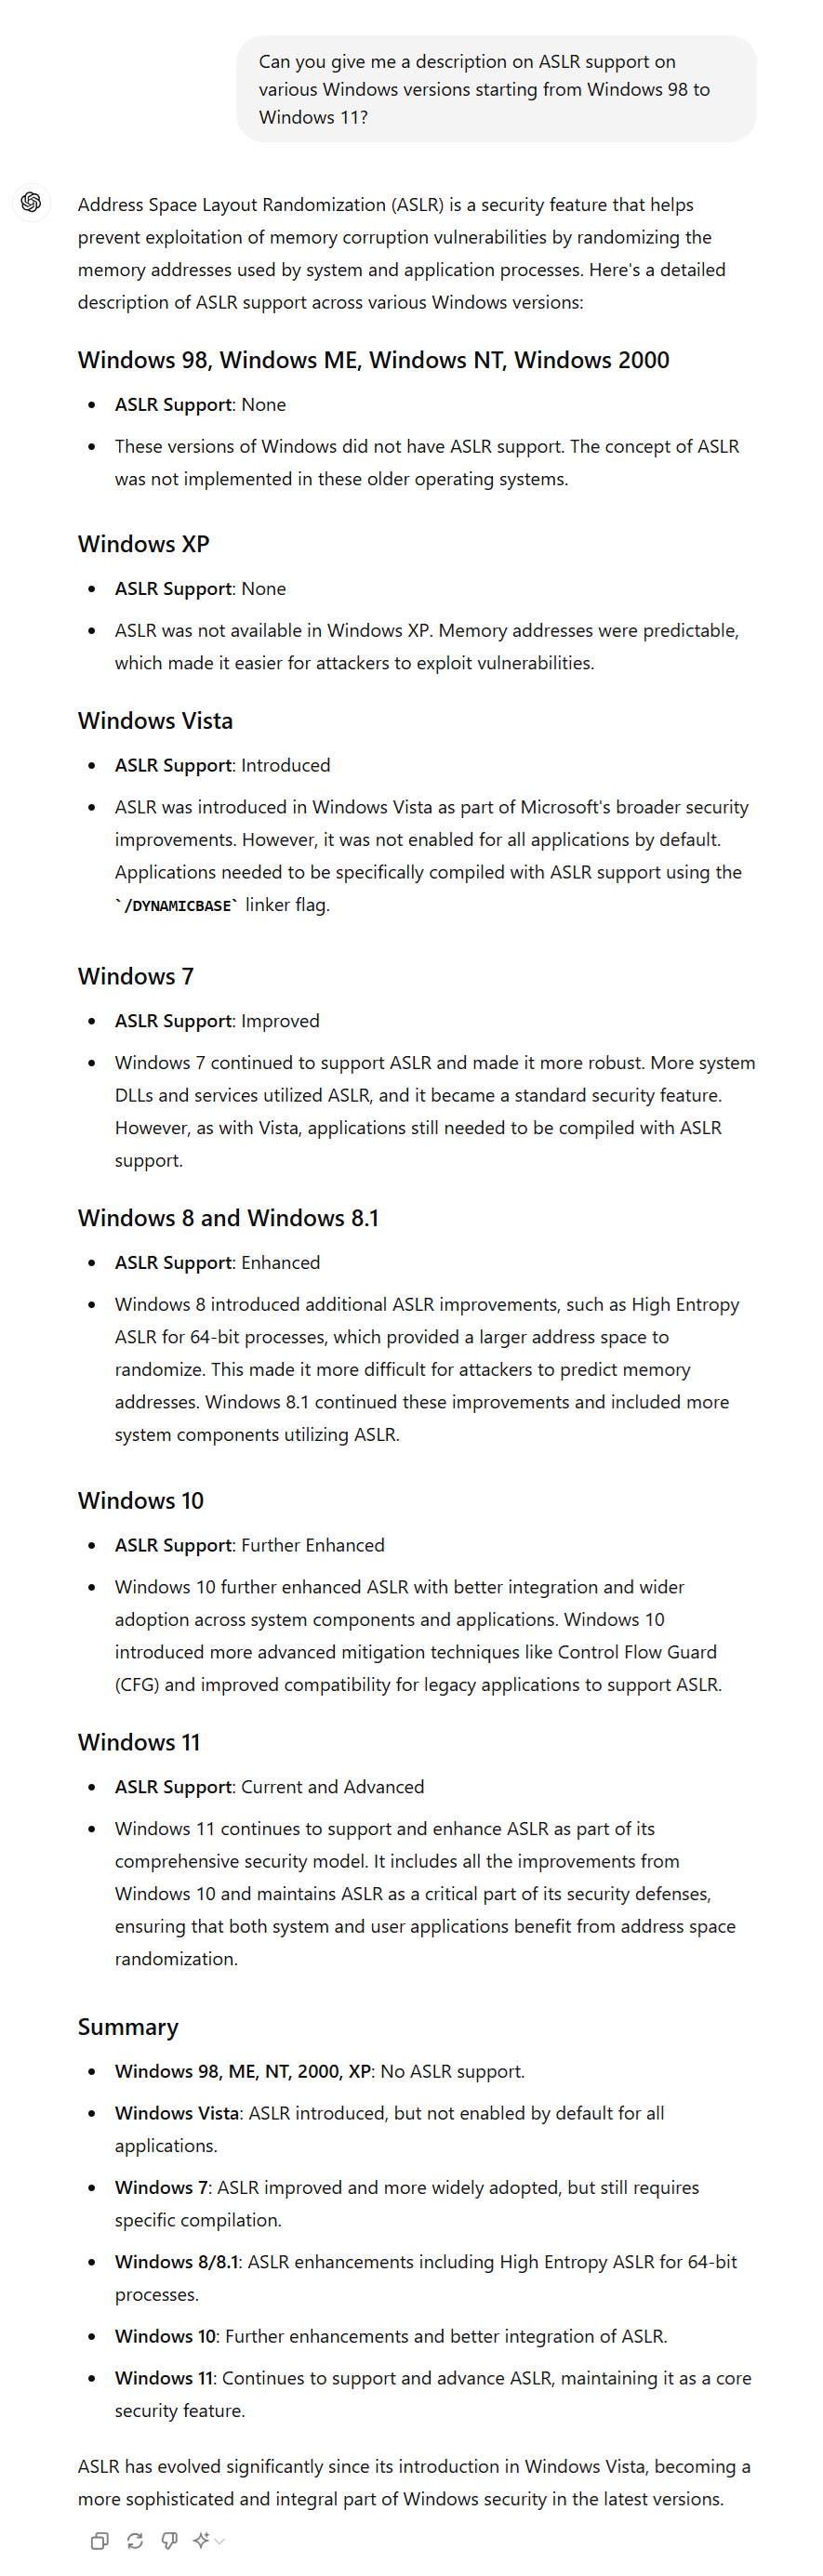 Can you give me a description on ASLR support on
various Windows versions starting from Windows 98 to
Windows 11?
Address Space Layout Randomization (ASLR) is a security feature that helps
prevent exploitation of memory corruption vulnerabilities by randomizing the
memory addresses used by system and application processes. Here's a detailed
description of ASLR support across various Windows versions:
Windows 98, Windows ME, Windows NT, Windows 2000
• ASLR Support: None
• These versions of Windows did not have ASLR support. The concept of ASLR
was not implemented in these older operating systems.
Windows XP
• ASLR Support: None
• ASLR was not available in Windows XP. Memory addresses were predictable,
which made it easier for attackers to exploit vulnerabilities.
Windows Vista
• ASLR Support: Introduced
• ASLR was introduced in Windows Vista as part of Microsoft's broader security
improvements. However, it was not enabled for all applications by default.
Applications needed to be specifically compiled with ASLR support using the
`/DYNAMICBASE` linker flag.
Windows 7
• ASLR Support: Improved
• Windows 7 continued to support ASLR and made it more robust. More system
DLLs and services utilized ASLR, and it became a standard security feature.
However, as with Vista, applications still needed to be compiled with ASLR
support.
Windows 8 and Windows 8.1
• ASLR Support: Enhanced
• Windows 8 introduced additional ASLR improvements, such as High Entropy
ASLR for 64-bit processes, which provided a larger address space to
randomize. This made it more difficult for attackers to predict memory
addresses. Windows 8.1 continued these improvements and included more
system components utilizing ASLR.
Windows 10
• ASLR Support: Further Enhanced
• Windows 10 further enhanced ASLR with better integration and wider
adoption across system components and applications. Windows 10
introduced more advanced mitigation techniques like Control Flow Guard
(CFG) and improved compatibility for legacy applications to support ASLR.
Windows 11
• ASLR Support: Current and Advanced
• Windows 11 continues to support and enhance ASLR as part of its
comprehensive security model. It includes all the improvements from
Windows 10 and maintains ASLR as a critical part of its security defenses,
ensuring that both system and user applications benefit from address space
randomization.
Summary
• Windows 98, ME, NT, 2000, XP: No ASLR support.
• Windows Vista: ASLR introduced, but not enabled by default for all
applications.
• Windows 7: ASLR improved and more widely adopted, but still requires
specific compilation.
• Windows 8/8.1: ASLR enhancements including High Entropy ASLR for 64-bit
processes.
• Windows 10: Further enhancements and better integration of ASLR.
• Windows 11: Continues to support and advance ASLR, maintaining it as a core
security feature.
ASLR has evolved significantly since its introduction in Windows Vista, becoming a
more sophisticated and integral part of Windows security in the latest versions.